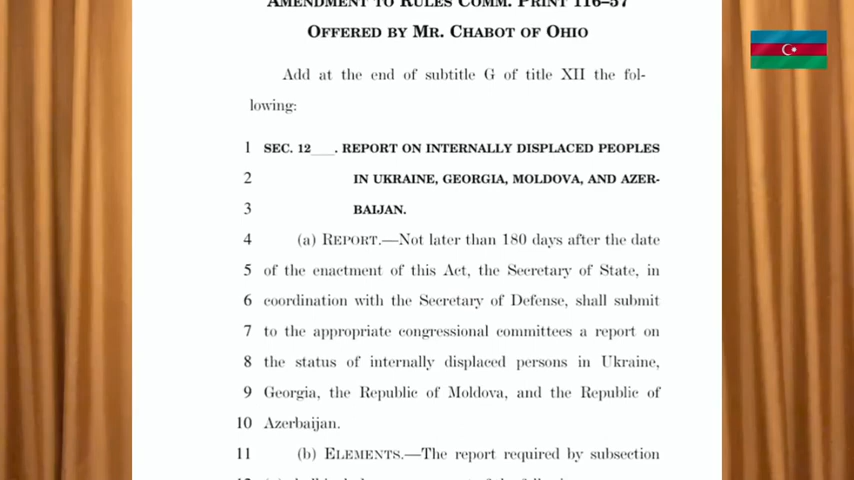 AMENDMENT TO RULES COMM. PRINT 116–57
OFFERED BY MR. CHABOT OF OHIO
Add at the end of subtitle G of title XII the fol-
lowing:
1 SEC. 12___. REPORT ON INTERNALLY DISPLACED PEOPLES
2 IN UKRAINE, GEORGIA, MOLDOVA, AND AZER-
3 BAIJAN.
4 (a) REPORT.—Not later than 180 days after the date
5 of the enactment of this Act, the Secretary of State, in
6 coordination with the Secretary of Defense, shall submit
7 to the appropriate congressional committees a report on
8 the status of internally displaced persons in Ukraine,
9 Georgia, the Republic of Moldova, and the Republic of
10 Azerbaijan.
11 (b) ELEMENTS.—The report required by subsection